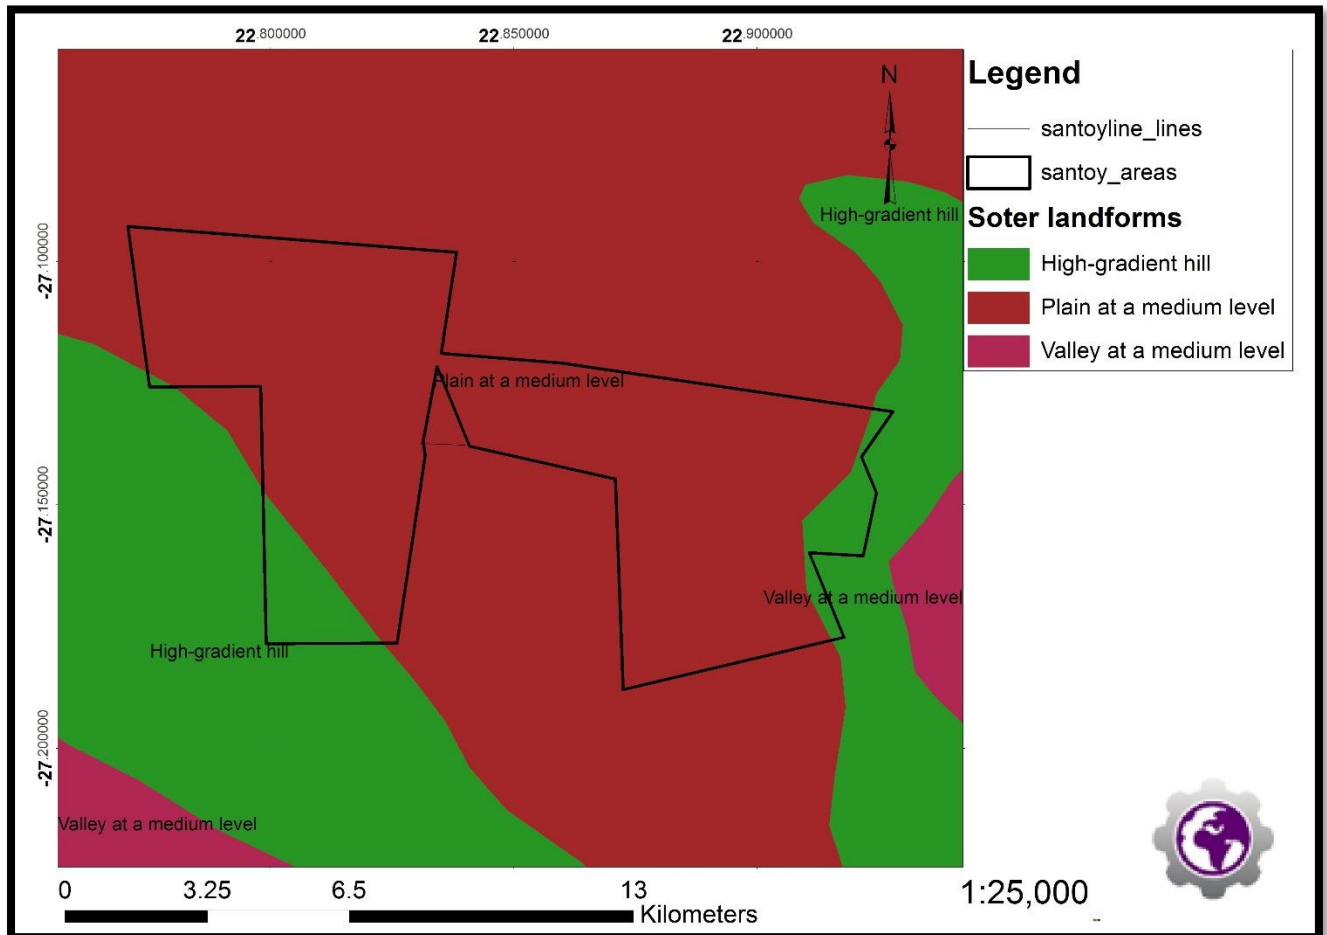 22.800000
22.850000
22.900000
Legend
N
santoyline_lines
santoy_areas
Soter landforms
High-gradient hill
Plain at a medium level
Valley at a medium level
High-gradient hill
-27.100000
Plain at a medium level
-27.150000
Valley at a medium level
High-gradient hill
-27.200000
Valley at a medium level
0 3.25 6.5 13
Kilometers
1:25,000